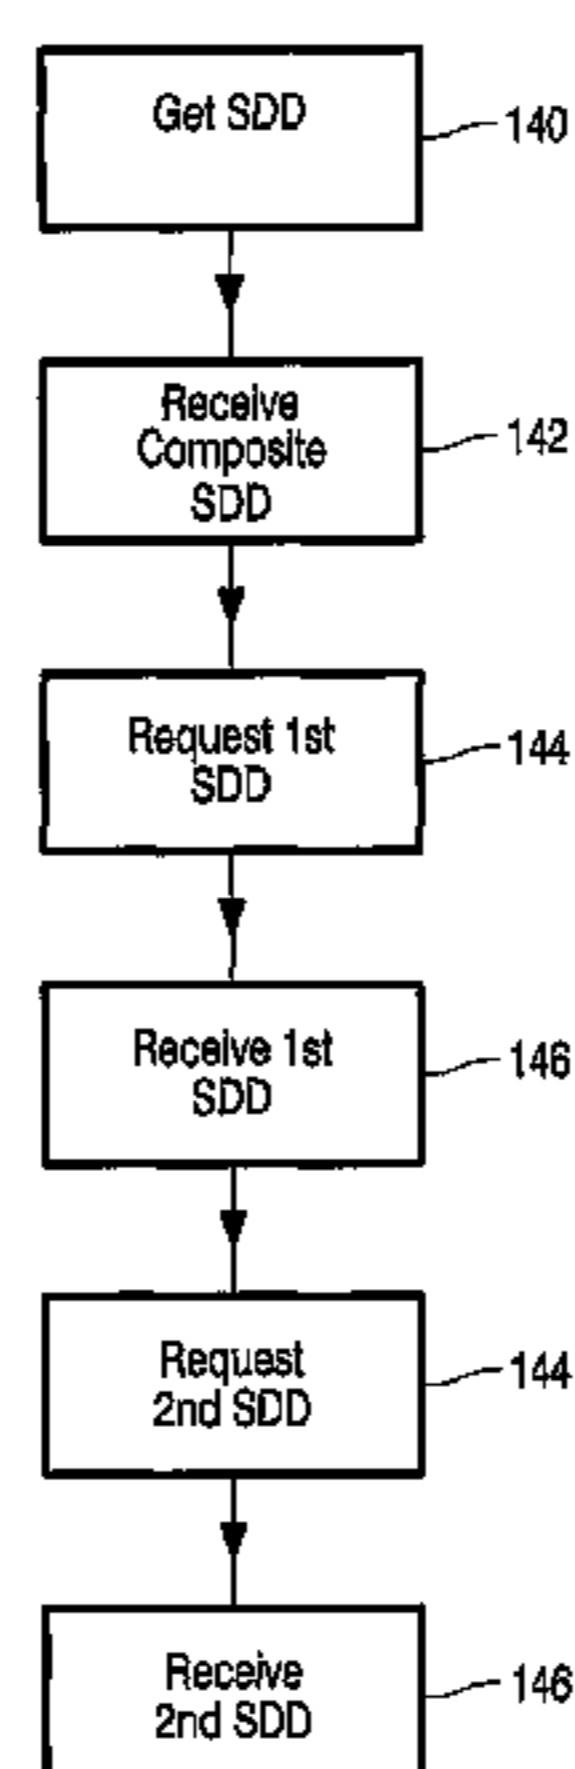 Get SDD
140
Receive
Composite
SDD
142
Request 1st
SDD
144
Receive 1st
SDD
146
Request
2nd SDD
144
Receive
2nd SDD
146